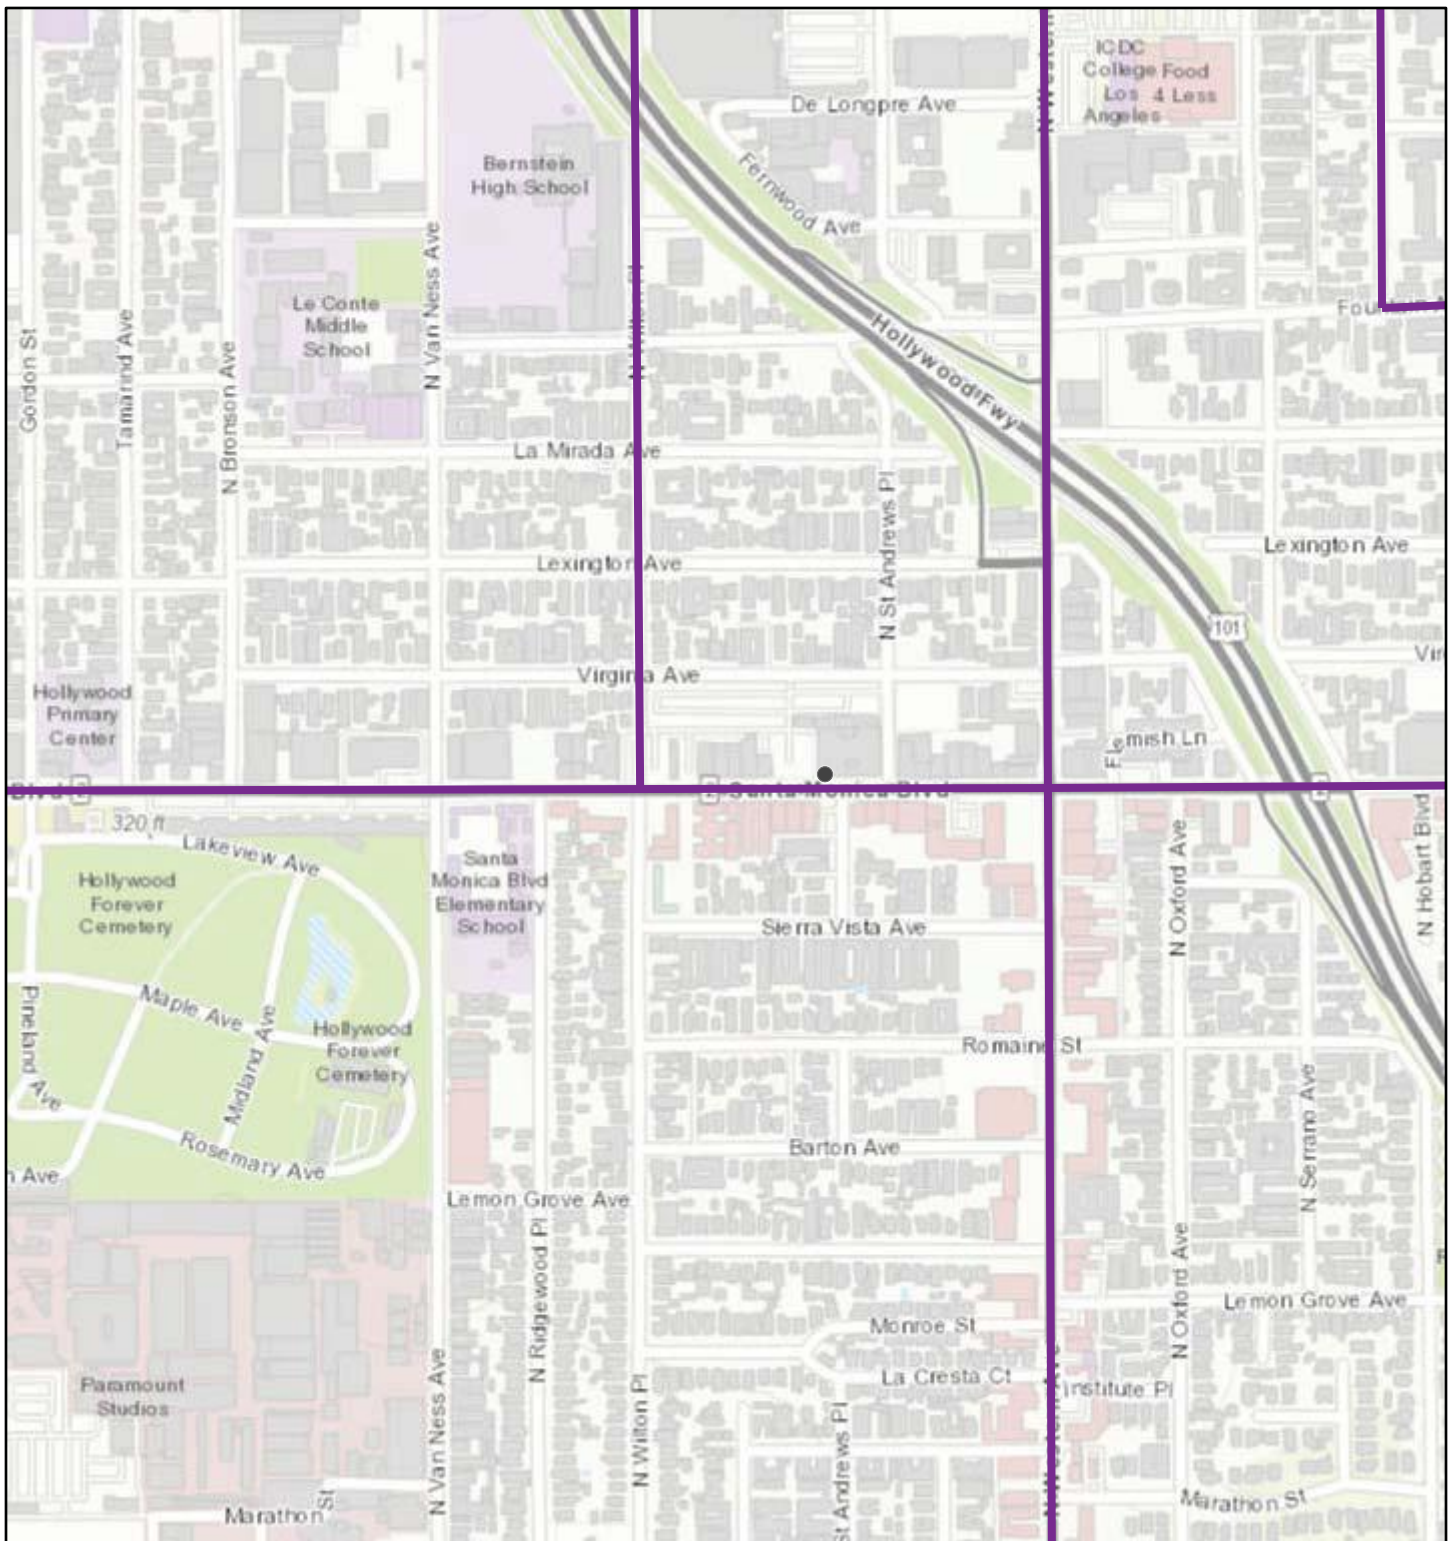 ICDC
College Food
Los 4 Less
Angeles
De Longpre Ave
Fernwood Ave
Bernstein
High School
N Van Ness Ave
Le Conte
Middle
School
Gordon St
Tamarind Ave
N Bronson Ave
Hollywood Fwy
La Mirada Ave
N St Andrews Pl
Lexington Ave
Lexington Ave
101
Virginia Ave
Hollywood
Primary
Center
Flemish Ln
Santa Monica Blvd
Blvd
320 ft
Lakeview Ave
Hollywood
Forever
Cemetery
Santa
Monica Blvd
Elementary
School
N Oxford Ave
N Hobart Blvd
Sierra Vista Ave
Pineland Ave
Maple Ave
Midland Ave
Hollywood
Forever
Cemetery
Romaine St
N Serrano Ave
Rosemary Ave
Barton Ave
n Ave
Lemon Grove Ave
N Ridgewood Pl
N Oxford Ave
Lemon Grove Ave
Monroe St
La Cresta Ct
Institute Pl
Paramount
Studios
N Van Ness Ave
N Wilton Pl
St Andrews Pl
Marathon St
Marathon St